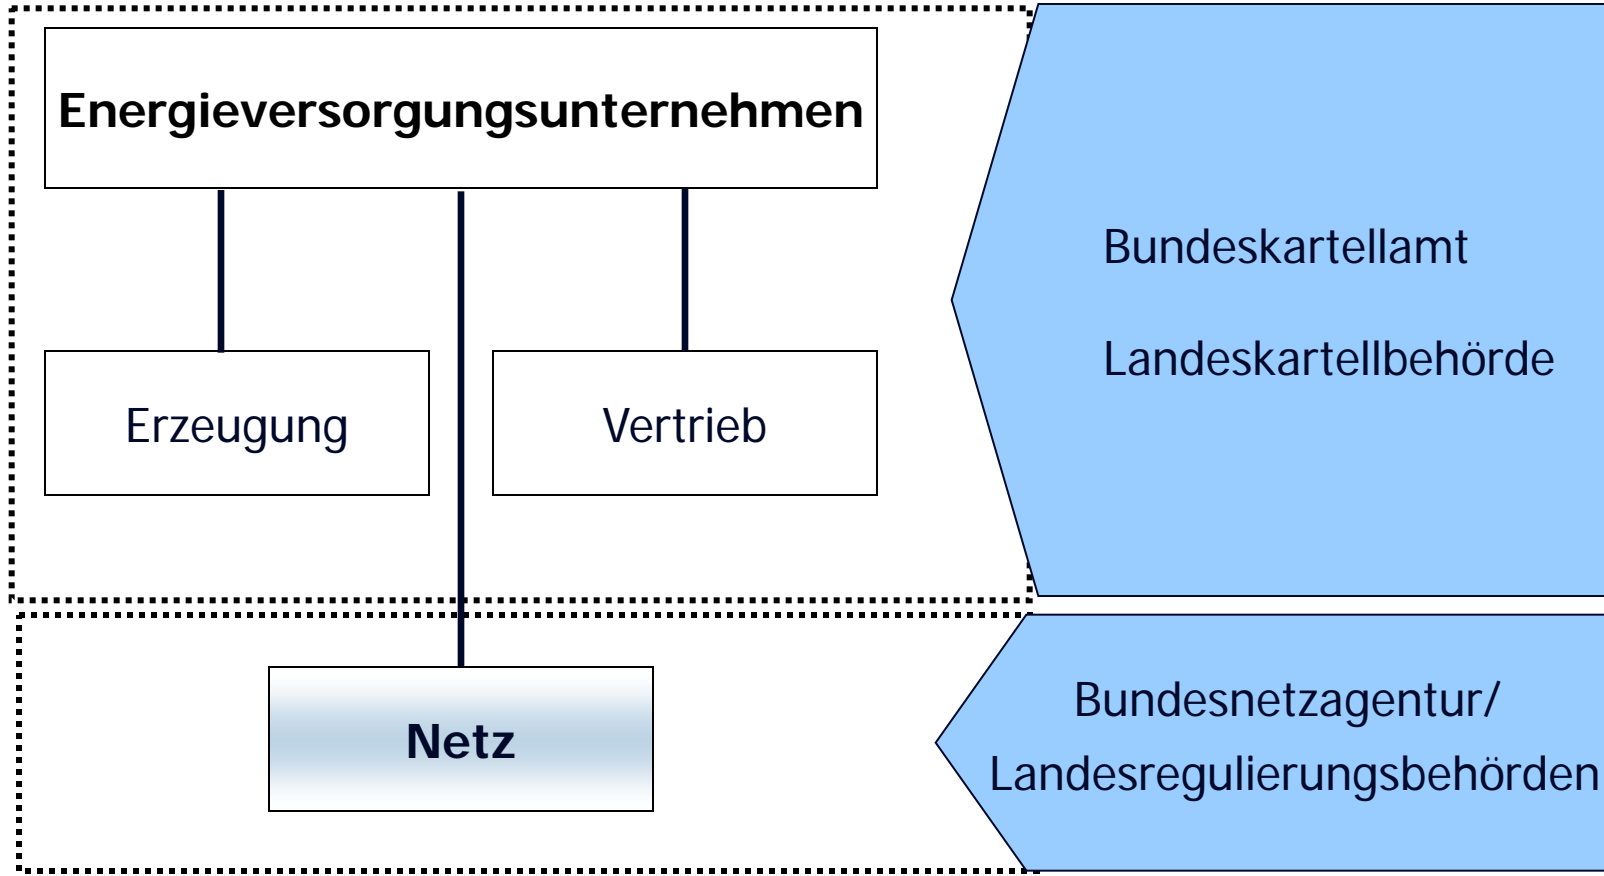 Energieversorgungsunternehmen
Bundeskartellamt
Landeskartellbehörde
Erzeugung
Vertrieb
Netz
Bundesnetzagentur/
Landesregulierungsbehörden